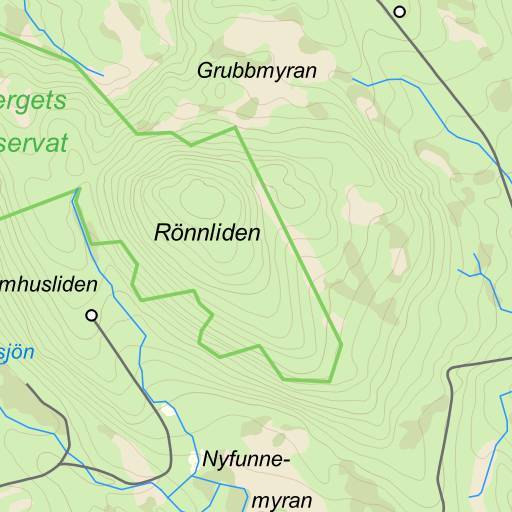 Grubbmyran
ergets
servat
Rönnliden
mhusliden
sjön
Nyfunne-
myran